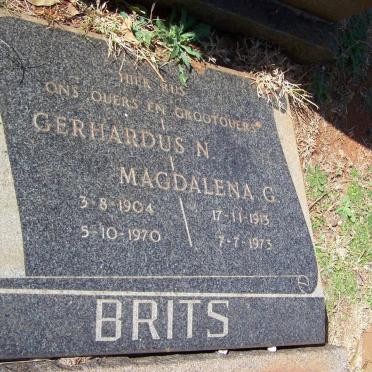 HIER RUS
ONS OUERS EN GROOTOUERS
GERHARDUS N
MAGDALENA G
3-8-1904 17-11-1913
5-10-1970 7-7-1973
BRITS